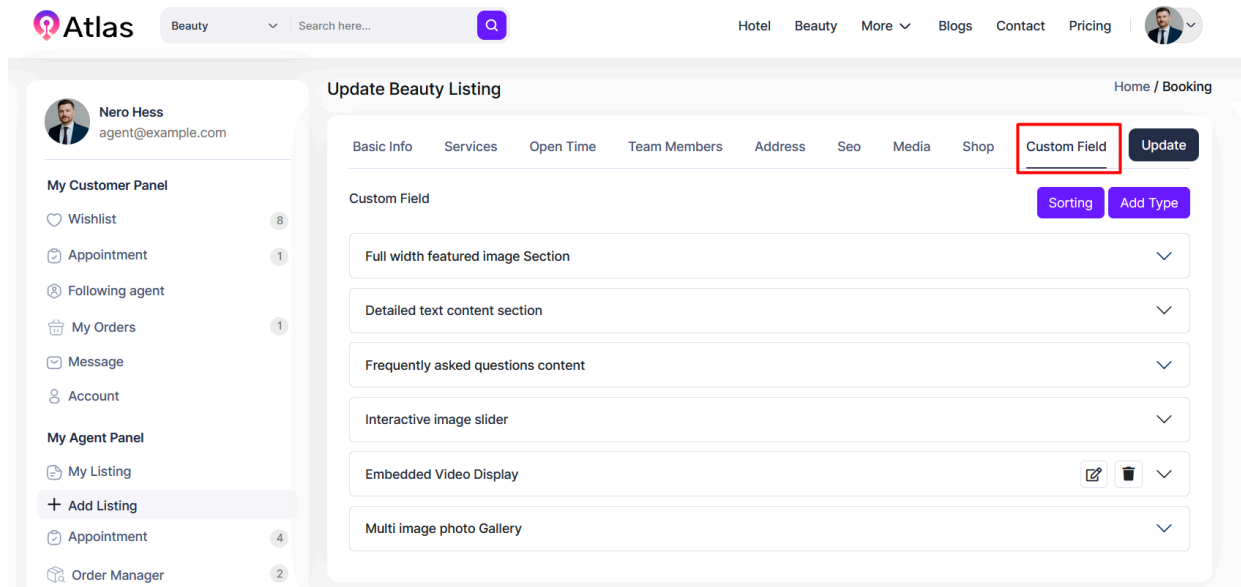 Atlas
Beauty
Search here...
Hotel
Beauty
More
Blogs
Contact
Pricing
Nero Hess
agent@example.com
My Customer Panel
Wishlist 8
Appointment 1
Following agent
My Orders 1
Message
Account
My Agent Panel
My Listing
Add Listing
Appointment 4
Order Manager 2
Update Beauty Listing
Home / Booking
Basic Info
Services
Open Time
Team Members
Address
Seo
Media
Shop
Custom Field
Update
Custom Field
Sorting
Add Type
Full width featured image Section
Detailed text content section
Frequently asked questions content
Interactive image slider
Embedded Video Display
Multi image photo Gallery